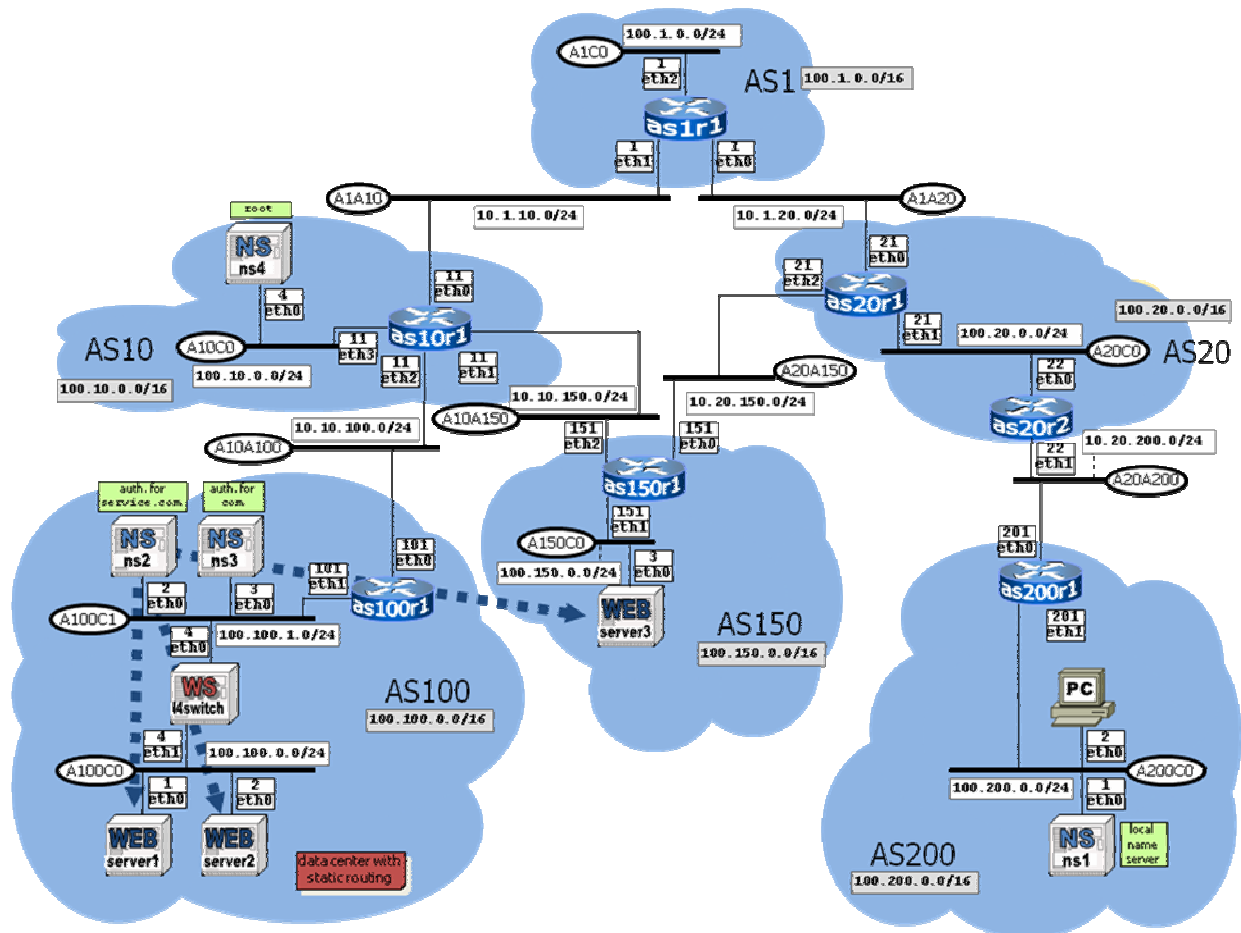 100.1.0.0/24
A1C0
1
eth2
AS1
100.1.0.0/16
as1r1
1
eth1
1
eth0
A1A10
A1A20
10.1.10.0/24
10.1.20.0/24
root
NS
ns4
4
eth0
11
eth0
21
eth0
21
eth2
as20r1
as10r1
AS10
A10C0
11
eth3
11
eth2
11
eth1
100.10.0.0/24
100.10.0.0/16
21
eth1
100.20.0.0/24
100.20.0.0/16
A20C0
AS20
22
eth0
A20A150
10.20.150.0/24
10.10.150.0/24
A10A150
10.10.100.0/24
A10A100
as20r2
22
eth1
10.20.200.0/24
A20A200
151
eth2
151
eth0
as150r1
auth.for
service.com
auth.for
com
NS
ns2
NS
ns3
101
eth0
101
eth1
as100r1
2
eth0
3
eth0
A100C1
100.100.1.0/24
4
eth0
WS
l4switch
AS100
100.100.0.0/16
4
eth1
100.100.0.0/24
A100C0
1
eth0
2
eth0
WEB
server1
WEB
server2
data center with
static routing
151
eth1
A150C0
100.150.0.0/24
3
eth0
WEB
server3
AS150
100.150.0.0/16
201
eth0
as200r1
201
eth1
PC
2
eth0
A200C0
100.200.0.0/24
1
eth0
NS
ns1
local
name
server
AS200
100.200.0.0/16